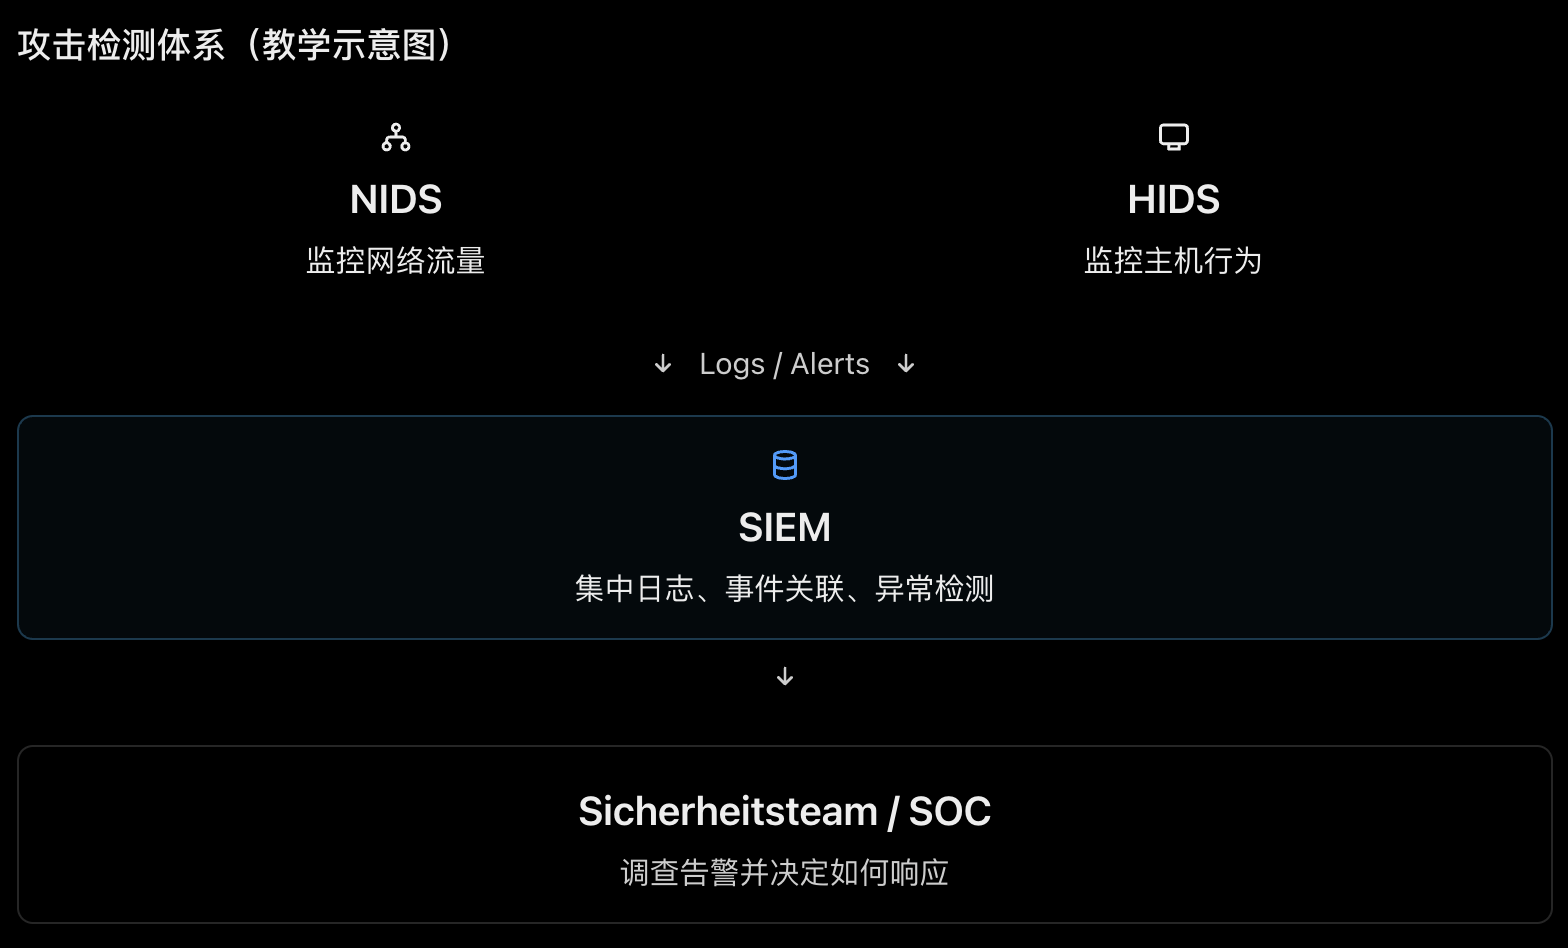 攻击检测体系（教学示意图）
NIDS
监控网络流量
HIDS
监控主机行为
↓ Logs / Alerts ↓
SIEM
集中日志、事件关联、异常检测
↓
Sicherheitsteam / SOC
调查告警并决定如何响应